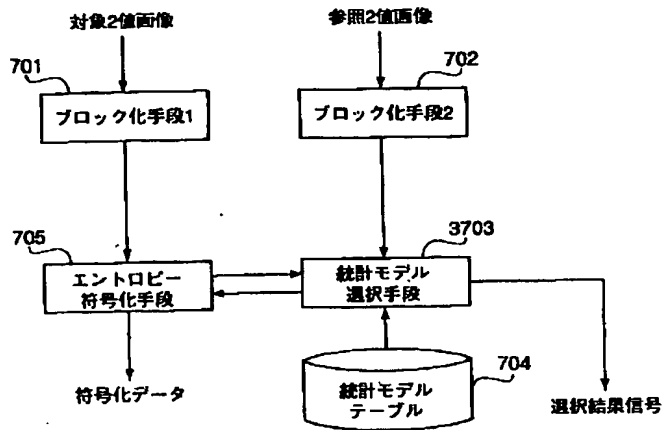 対象2値画像
参照2値画像
701
702
ブロック化手段1
ブロック化手段2
705
3703
エントロピー
符号化手段
統計モデル
選択手段
704
統計モデル
テーブル
符号化データ
選択結果信号